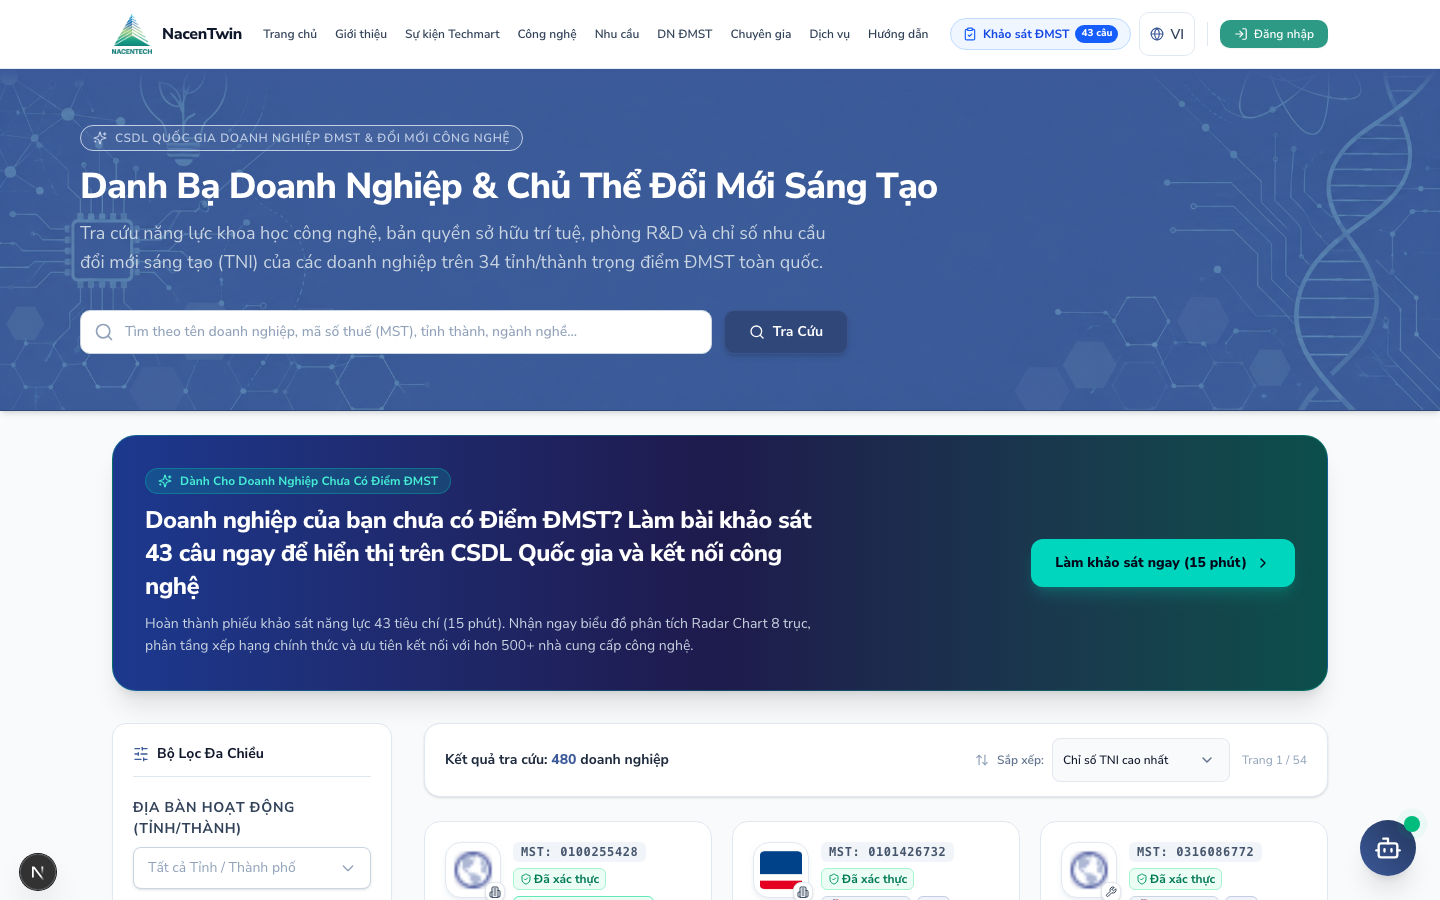 NACENTECH
NacenTwin
Trang chủ
Giới thiệu
Sự kiện Techmart
Công nghệ
Nhu cầu
DN ĐMST
Chuyên gia
Dịch vụ
Hướng dẫn
Khảo sát ĐMST 43 câu
VI
Đăng nhập
CSDL QUỐC GIA DOANH NGHIỆP ĐMST & ĐỔI MỚI CÔNG NGHỆ
Danh Bạ Doanh Nghiệp & Chủ Thể Đổi Mới Sáng Tạo
Tra cứu năng lực khoa học công nghệ, bản quyền sở hữu trí tuệ, phòng R&D và chỉ số nhu cầu
đổi mới sáng tạo (TNI) của các doanh nghiệp trên 34 tỉnh/thành trọng điểm ĐMST toàn quốc.
Tìm theo tên doanh nghiệp, mã số thuế (MST), tỉnh thành, ngành nghề...
Tra Cứu
Dành Cho Doanh Nghiệp Chưa Có Điểm ĐMST
Doanh nghiệp của bạn chưa có Điểm ĐMST? Làm bài khảo sát
43 câu ngay để hiển thị trên CSDL Quốc gia và kết nối công
nghệ
Hoàn thành phiếu khảo sát năng lực 43 tiêu chí (15 phút). Nhận ngay biểu đồ phân tích Radar Chart 8 trục,
phân tầng xếp hạng chính thức và ưu tiên kết nối với hơn 500+ nhà cung cấp công nghệ.
Làm khảo sát ngay (15 phút)
Bộ Lọc Đa Chiều
ĐỊA BÀN HOẠT ĐỘNG
(TỈNH/THÀNH)
Tất cả Tỉnh / Thành phố
Kết quả tra cứu: 480 doanh nghiệp
Sắp xếp:
Chỉ số TNI cao nhất
Trang 1 / 54
MST: 0100255428
Đã xác thực
MST: 0101426732
Đã xác thực
MST: 0316086772
Đã xác thực
N